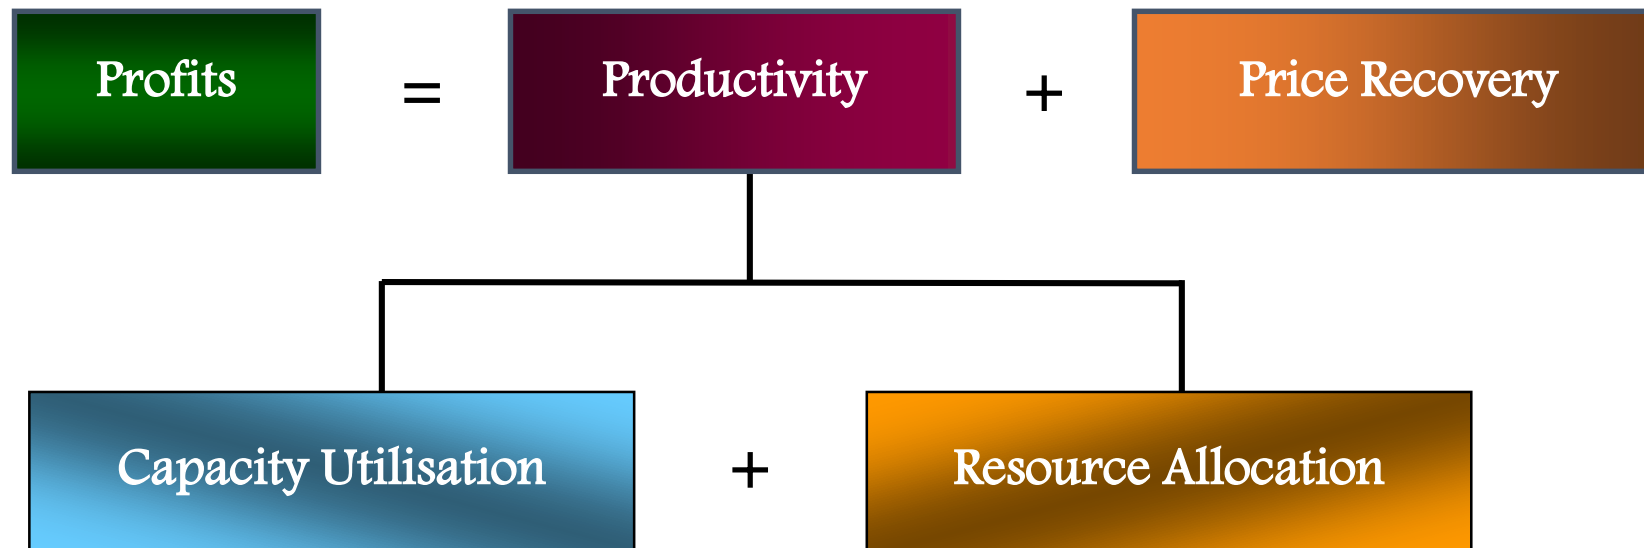 Profits = Productivity + Price Recovery
Capacity Utilisation + Resource Allocation